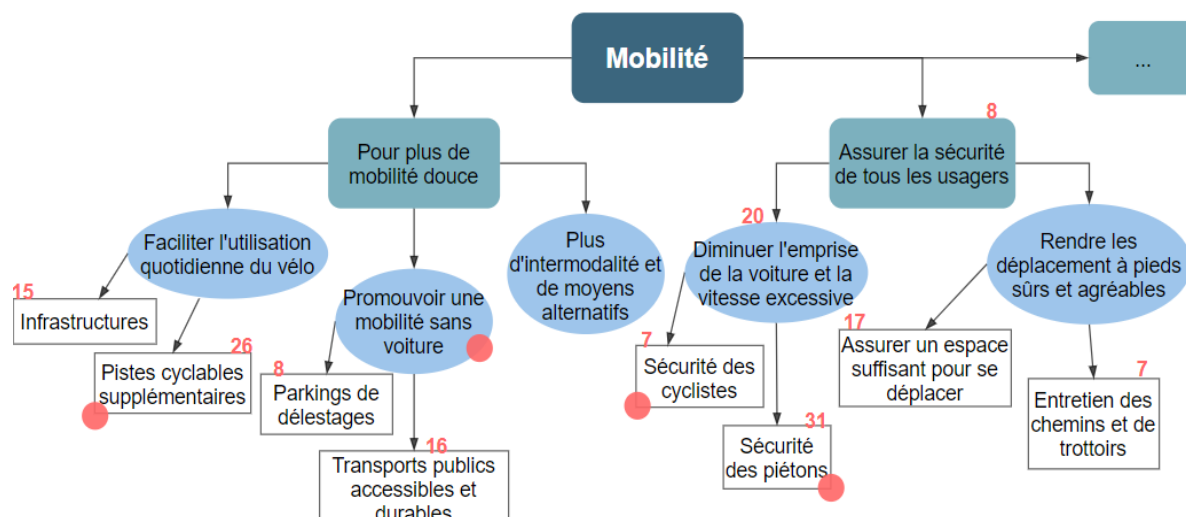 Mobilité
...
8
Pour plus de
mobilité douce
Assurer la sécurité
de tous les usagers
Faciliter l'utilisation
quotidienne du vélo
Promouvoir une
mobilité sans
voiture
Plus
d'intermodalité et
de moyens
alternatifs
20
Diminuer l'emprise
de la voiture et la
vitesse excessive
Rendre les
déplacement à pieds
sûrs et agréables
15
Infrastructures
26
Pistes cyclables
supplémentaires
8
Parkings de
délestages
16
Transports publics
accessibles et
durables
7
Sécurité des
cyclistes
31
Sécurité
des piétons
17
Assurer un espace
suffisant pour se
déplacer
7
Entretien des
chemins et de
trottoirs